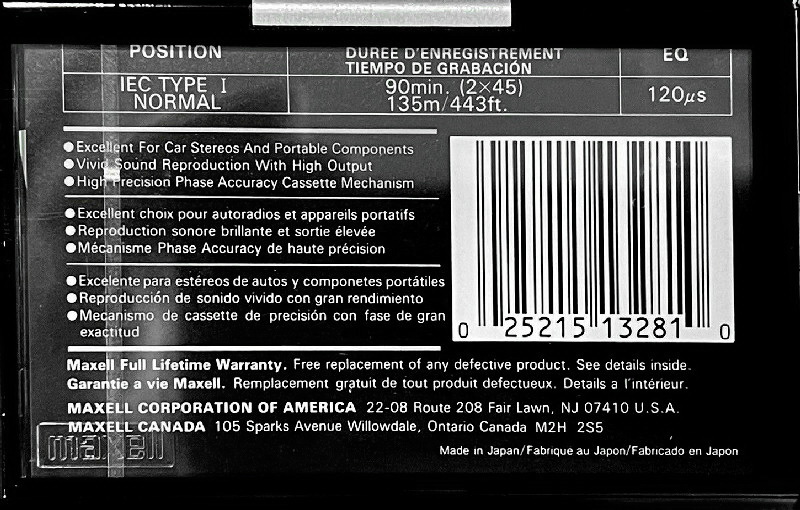 POSITION DURÉE D'ENREGISTREMENT EQ
TIEMPO DE GRABACIÓN
IEC TYPE I 90min. (2×45) 120μs
NORMAL 135m/443ft.
●Excellent For Car Stereos And Portable Components
●Vivid Sound Reproduction With High Output
●High Precision Phase Accuracy Cassette Mechanism
●Excellent choix pour autoradios et appareils portatifs
●Reproduction sonore brillante et sortie élevée
●Mécanisme Phase Accuracy de haute précision
●Excelente para estéreos de autos y componetes portátiles
●Reproducción de sonido vivido con gran rendimiento
●Mecanismo de cassette de precisión con fase de gran
exactitud
0 25215 13281 0
Maxell Full Lifetime Warranty. Free replacement of any defective product. See details inside.
Garantie a vie Maxell. Remplacement gratuit de tout produit defectueux. Details a l'intérieur.
MAXELL CORPORATION OF AMERICA 22-08 Route 208 Fair Lawn, NJ 07410 U.S.A.
MAXELL CANADA 105 Sparks Avenue Willowdale, Ontario Canada M2H 2S5
maxell
Made in Japan/Fabrique au Japon/Fabricado en Japon